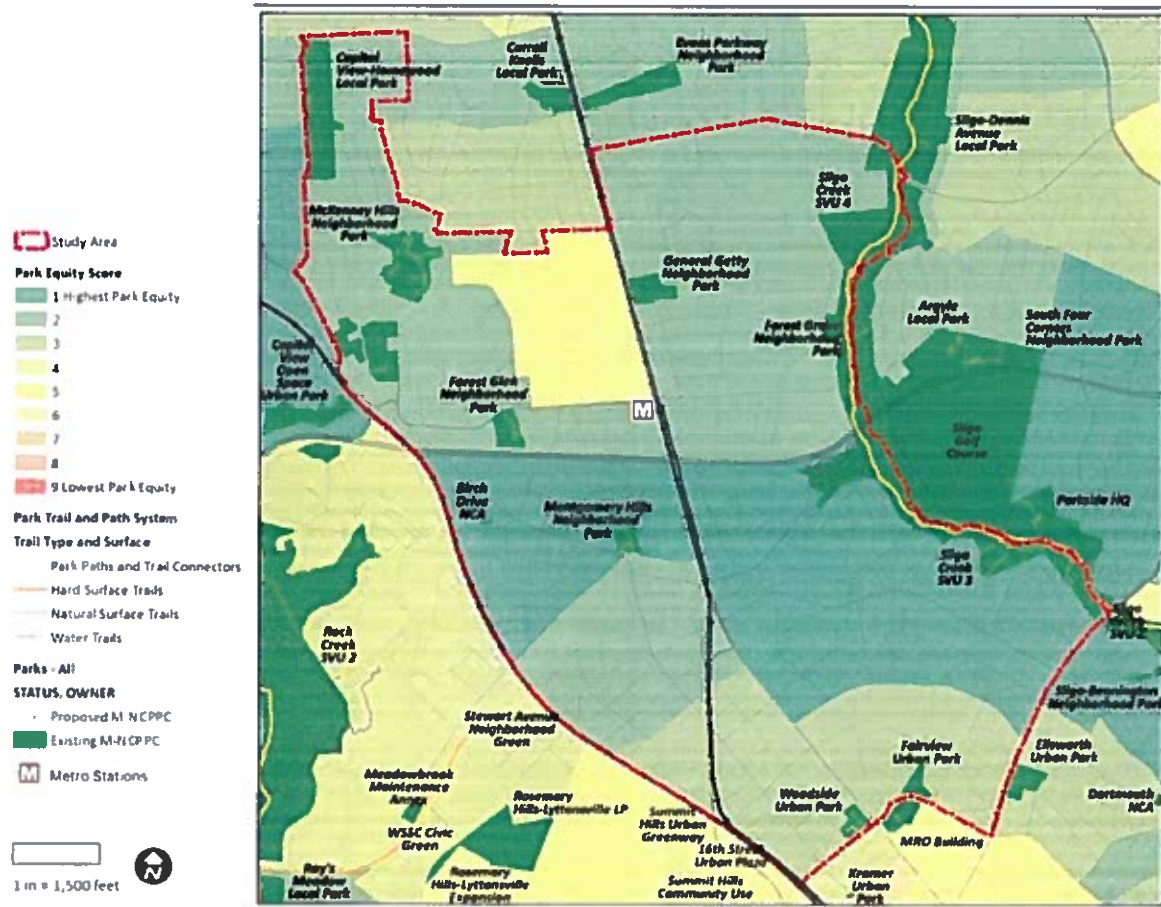 Study Area
Park Equity Score
1 Highest Park Equity
2
3
4
5
6
7
8
9 Lowest Park Equity
Park Trail and Path System
Trail Type and Surface
Park Paths and Trail Connectors
Hard Surface Trails
Natural Surface Trails
Water Trails
Parks - All
STATUS, OWNER
Proposed M-NCPPC
Existing M-NCPPC
M Metro Stations
1 in = 1,500 feet
N
Capitol
View-Homewood
Local Park
Carroll
Knolls
Local Park
Evans Parkway
Neighborhood
Park
Sligo-Dennis
Avenue
Local Park
Sligo
Creek
SVU 4
McKenney Hills
Neighborhood
Park
General Getty
Neighborhood
Park
Argyle
Local Park
South Four
Corners
Neighborhood Park
Forest Grove
Neighborhood
Park
Capitol
View
Open
Space
Urban Park
Forest Glen
Neighborhood
Park
M
Sligo
Golf
Course
Birch
Drive
NCA
Montgomery Hills
Neighborhood
Park
Parkside HQ
Sligo
Creek
SVU 3
Sligo
SVU 2
Rock
Creek
SVU 2
Sligo-Bennington
Neighborhood Park
Stewart Avenue
Neighborhood
Green
Fairview
Urban Park
Ellsworth
Urban Park
Meadowbrook
Maintenance
Annex
Rosemary
Hills-Lyttonsville LP
Woodside
Urban Park
Dartmouth
NCA
WSSC Civic
Green
Summit
Hills Urban
Greenway
MRO Building
16th Street
Urban Plaza
Ray's
Meadow
Local Park
Rosemary
Hills-Lyttonsville
Expansion
Summit Hills
Community Use
Kramer
Urban
Park